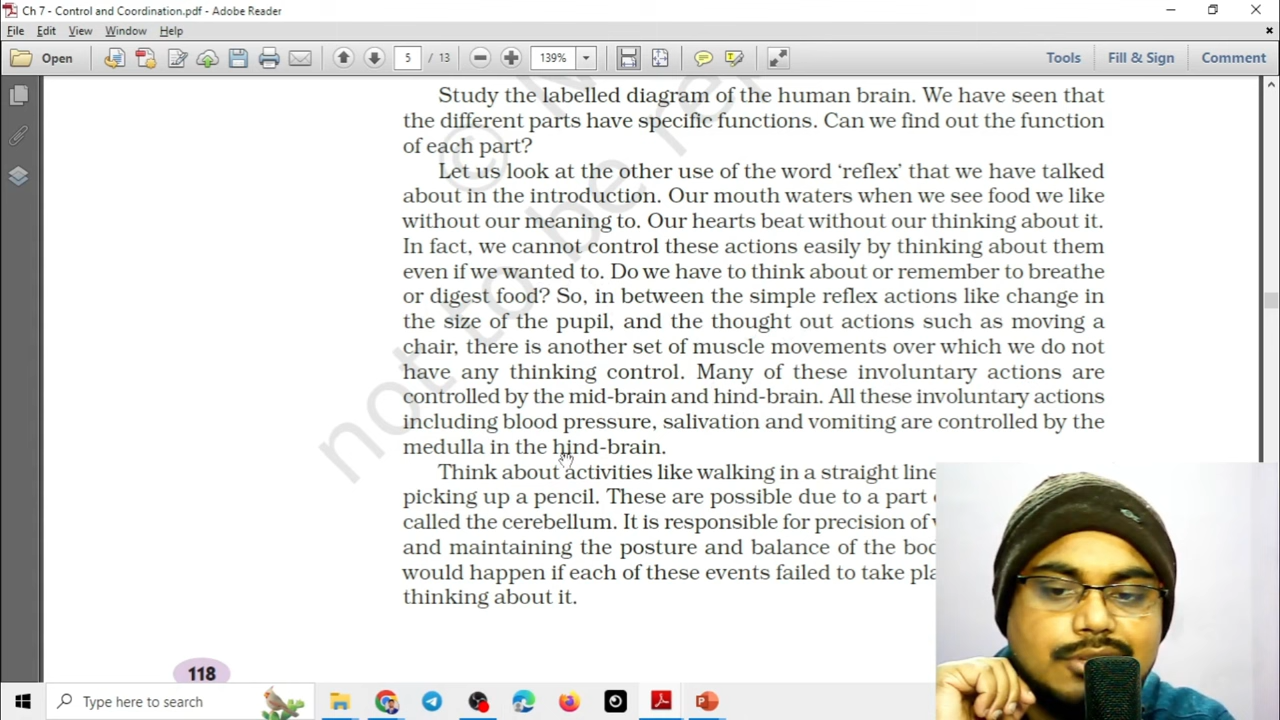 Ch 7 - Control and Coordination.pdf - Adobe Reader
File Edit View Window Help
Open 5 / 13 139% Tools Fill & Sign Comment
Study the labelled diagram of the human brain. We have seen that
the different parts have specific functions. Can we find out the function
of each part?
Let us look at the other use of the word ‘reflex’ that we have talked
about in the introduction. Our mouth waters when we see food we like
without our meaning to. Our hearts beat without our thinking about it.
In fact, we cannot control these actions easily by thinking about them
even if we wanted to. Do we have to think about or remember to breathe
or digest food? So, in between the simple reflex actions like change in
the size of the pupil, and the thought out actions such as moving a
chair, there is another set of muscle movements over which we do not
have any thinking control. Many of these involuntary actions are
controlled by the mid-brain and hind-brain. All these involuntary actions
including blood pressure, salivation and vomiting are controlled by the
medulla in the hind-brain.
Think about activities like walking in a straight line
picking up a pencil. These are possible due to a part
called the cerebellum. It is responsible for precision of
and maintaining the posture and balance of the
would happen if each of these events failed to take
thinking about it.
118
not to be re
©
Type here to search